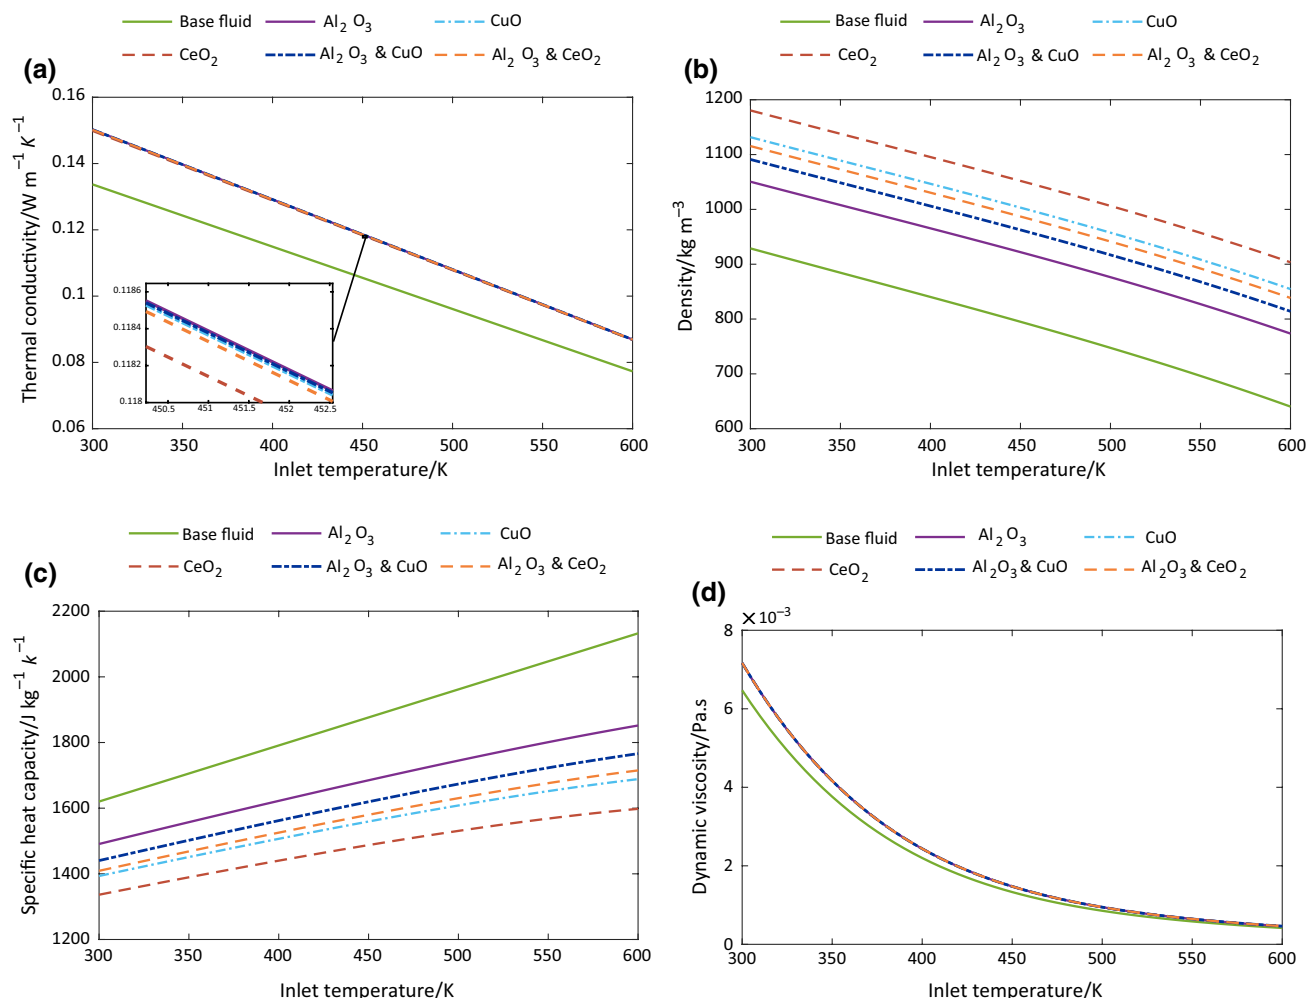 Base fluid Al2 O3 CuO
CeO2 Al2 O3 & CuO Al2 O3 & CeO2
(a)
0.16
0.14
0.12
0.1
0.08
0.06
Thermal conductivity/W m−1 K−1
0.1186
0.1184
0.1182
0.118
450.5 451 451.5 452 452.5
300 350 400 450 500 550 600
Inlet temperature/K
Base fluid Al2 O3 CuO
CeO2 Al2 O3 & CuO Al2 O3 & CeO2
(b)
1200
1100
1000
900
800
700
600
Density/kg m−3
300 350 400 450 500 550 600
Inlet temperature/K
Base fluid Al2 O3 CuO
CeO2 Al2 O3 & CuO Al2 O3 & CeO2
(c)
2200
2000
1800
1600
1400
1200
Specific heat capacity/J kg−1 k−1
300 350 400 450 500 550 600
Inlet temperature/K
Base fluid Al2 O3 CuO
CeO2 Al2O3 & CuO Al2O3 & CeO2
(d)
×10−3
8
6
4
2
0
Dynamic viscosity/Pa.s
300 350 400 450 500 550 600
Inlet temperature/K